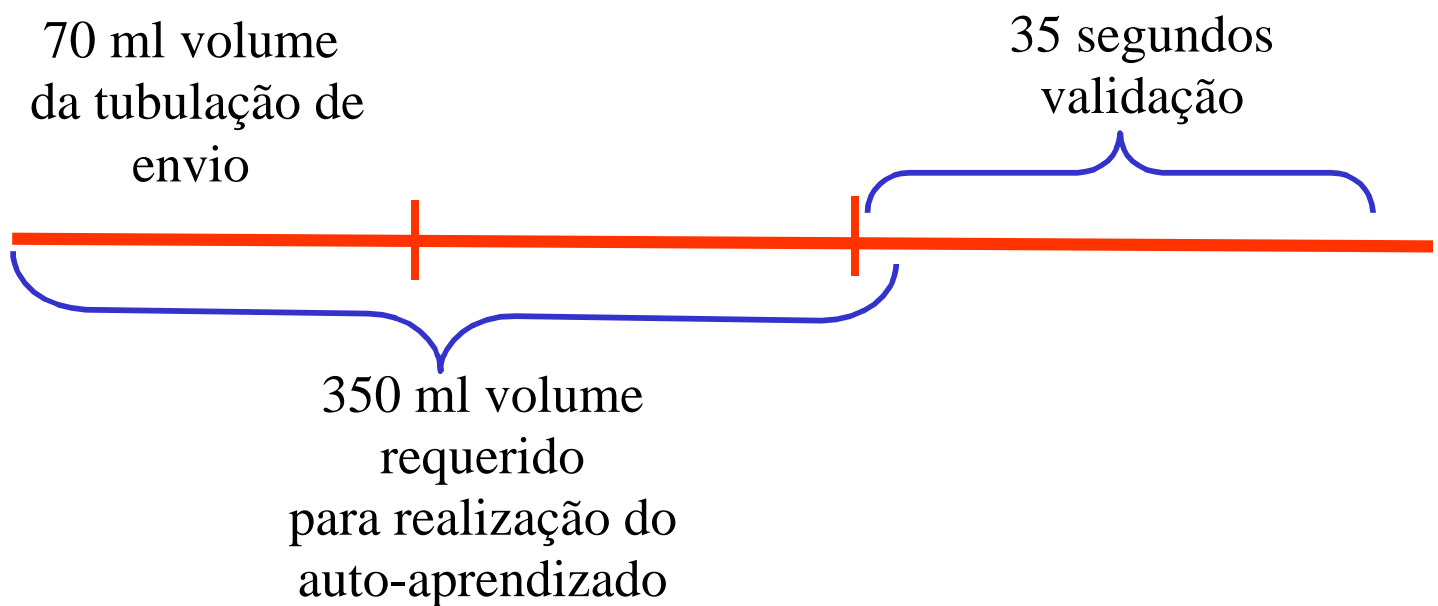 70 ml volume
da tubulação de
envio
35 segundos
validação
350 ml volume
requerido
para realização do
auto-aprendizado